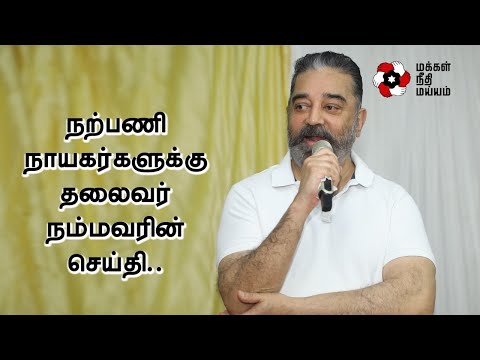 நற்பணி
நாயகர்களுக்கு
தலைவர்
நம்மவரின்
செய்தி..
மக்கள்
நீதி
மய்யம்